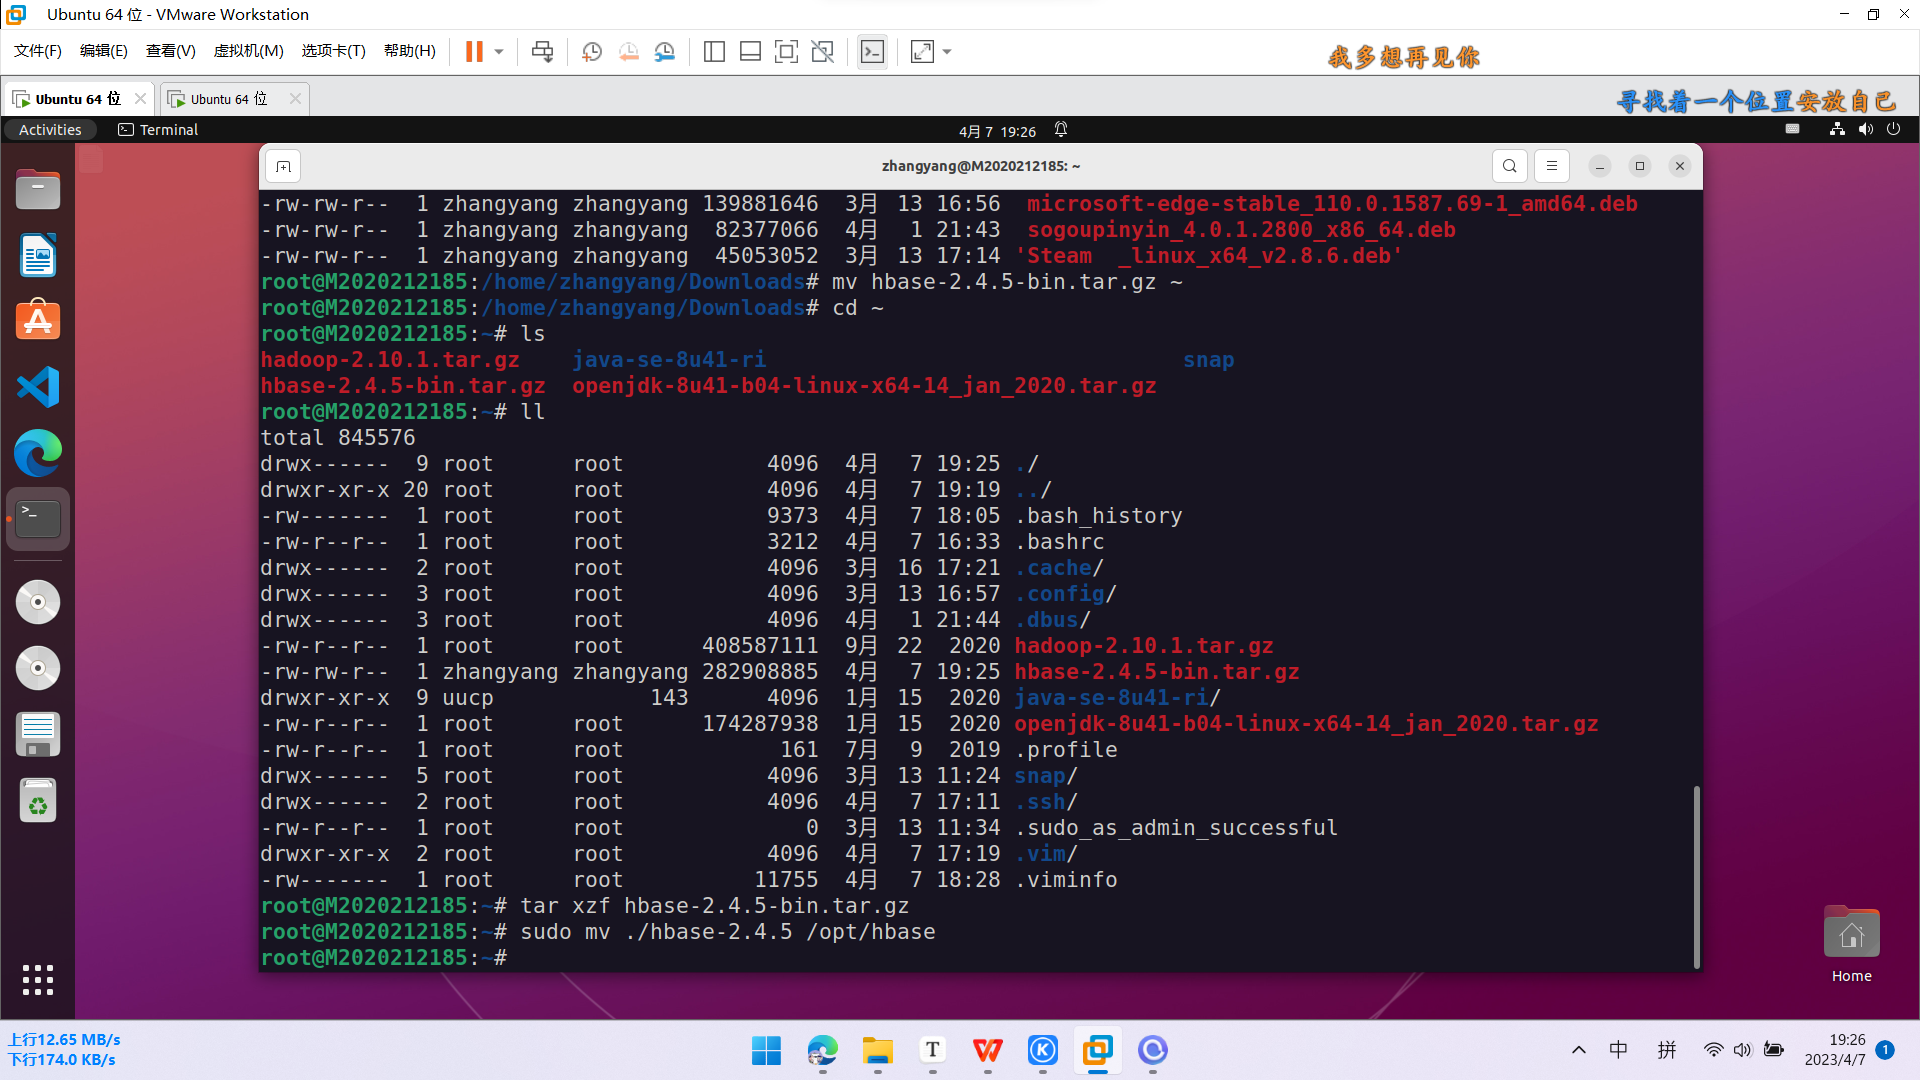 Ubuntu 64 位 - VMware Workstation
文件(F) 编辑(E) 查看(V) 虚拟机(M) 选项卡(T) 帮助(H)
我多想再见你
Ubuntu 64 位 Ubuntu 64 位
寻找着一个位置安放自己
Activities Terminal 4月 7 19:26
zhangyang@M2020212185: ~
-rw-rw-r--  1 zhangyang zhangyang 139881646  3月  13 16:56  microsoft-edge-stable_110.0.1587.69-1_amd64.deb
-rw-rw-r--  1 zhangyang zhangyang  82377066  4月   1 21:43  sogoupinyin_4.0.1.2800_x86_64.deb
-rw-rw-r--  1 zhangyang zhangyang  45053052  3月  13 17:14 'Steam  _linux_x64_v2.8.6.deb'
root@M2020212185:/home/zhangyang/Downloads# mv hbase-2.4.5-bin.tar.gz ~
root@M2020212185:/home/zhangyang/Downloads# cd ~
root@M2020212185:~# ls
hadoop-2.10.1.tar.gz    java-se-8u41-ri                                snap
hbase-2.4.5-bin.tar.gz  openjdk-8u41-b04-linux-x64-14_jan_2020.tar.gz
root@M2020212185:~# ll
total 845576
drwx------  9 root      root           4096  4月   7 19:25 ./
drwxr-xr-x 20 root      root           4096  4月   7 19:19 ../
-rw-------  1 root      root           9373  4月   7 18:05 .bash_history
-rw-r--r--  1 root      root           3212  4月   7 16:33 .bashrc
drwx------  2 root      root           4096  3月  16 17:21 .cache/
drwx------  3 root      root           4096  3月  13 16:57 .config/
drwx------  3 root      root           4096  4月   1 21:44 .dbus/
-rw-r--r--  1 root      root      408587111  9月  22  2020 hadoop-2.10.1.tar.gz
-rw-rw-r--  1 zhangyang zhangyang 282908885  4月   7 19:25 hbase-2.4.5-bin.tar.gz
drwxr-xr-x  9 uucp            143      4096  1月  15  2020 java-se-8u41-ri/
-rw-r--r--  1 root      root      174287938  1月  15  2020 openjdk-8u41-b04-linux-x64-14_jan_2020.tar.gz
-rw-r--r--  1 root      root            161  7月   9  2019 .profile
drwx------  5 root      root           4096  3月  13 11:24 snap/
drwx------  2 root      root           4096  4月   7 17:11 .ssh/
-rw-r--r--  1 root      root              0  3月  13 11:34 .sudo_as_admin_successful
drwxr-xr-x  2 root      root           4096  4月   7 17:19 .vim/
-rw-------  1 root      root          11755  4月   7 18:28 .viminfo
root@M2020212185:~# tar xzf hbase-2.4.5-bin.tar.gz
root@M2020212185:~# sudo mv ./hbase-2.4.5 /opt/hbase
root@M2020212185:~#
Home
上行12.65 MB/s
下行174.0 KB/s
中 拼
19:26
2023/4/7
1